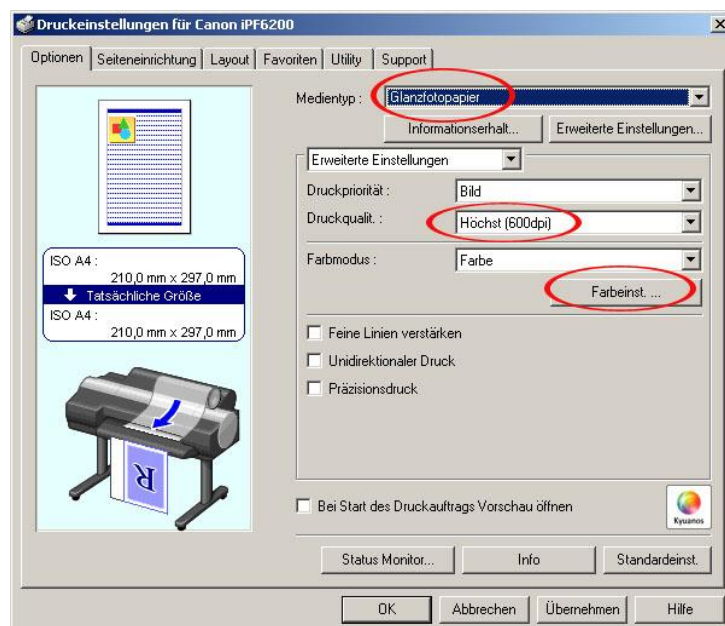 Druckeinstellungen für Canon iPF6200
Optionen Seiteneinrichtung Layout Favoriten Utility Support
Medientyp : Glanzfotopapier
Informationserhalt... Erweiterte Einstellungen...
Erweiterte Einstellungen
Druckpriorität : Bild
Druckqualit. : Höchst (600dpi)
Farbmodus : Farbe
Farbeinst. ...
ISO A4 :
210,0 mm x 297,0 mm
Tatsächliche Größe
ISO A4 :
210,0 mm x 297,0 mm
Feine Linien verstärken
Unidirektionaler Druck
Präzisionsdruck
R
Bei Start des Druckauftrags Vorschau öffnen
Kyuanos
Status Monitor... Info Standardeinst.
OK Abbrechen Übernehmen Hilfe